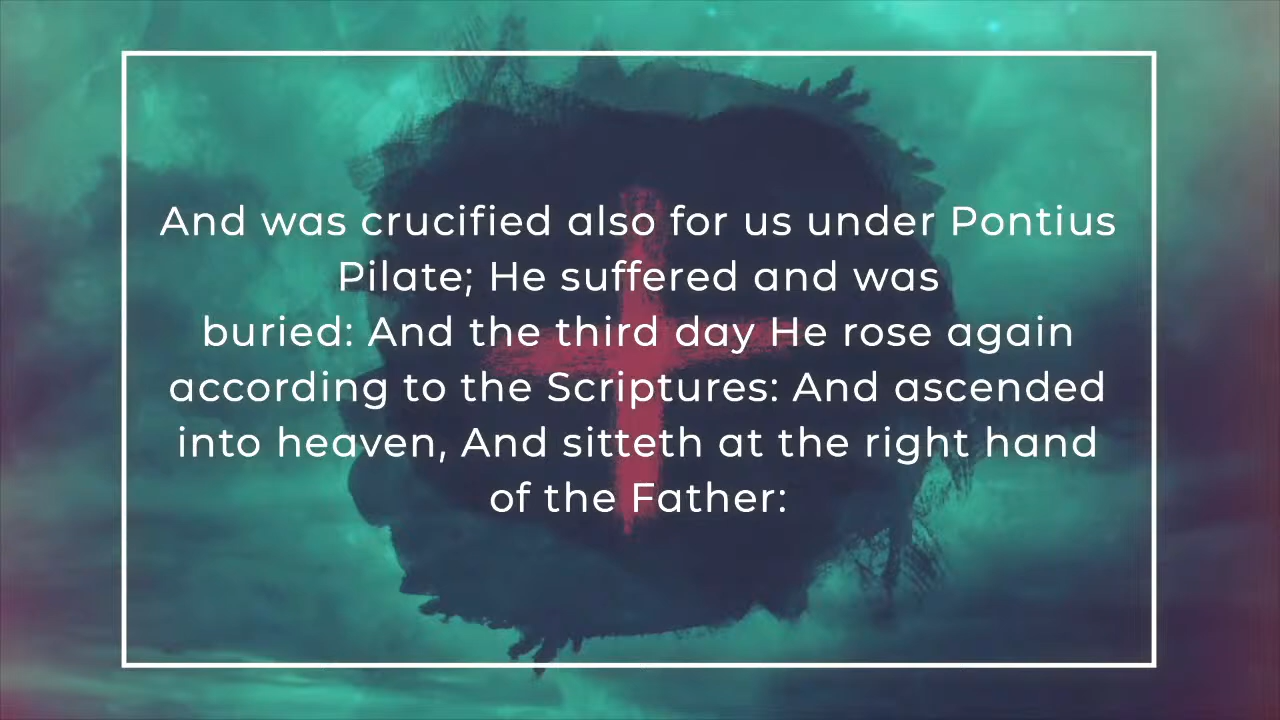 And was crucified also for us under Pontius
Pilate; He suffered and was
buried: And the third day He rose again
according to the Scriptures: And ascended
into heaven, And sitteth at the right hand
of the Father: